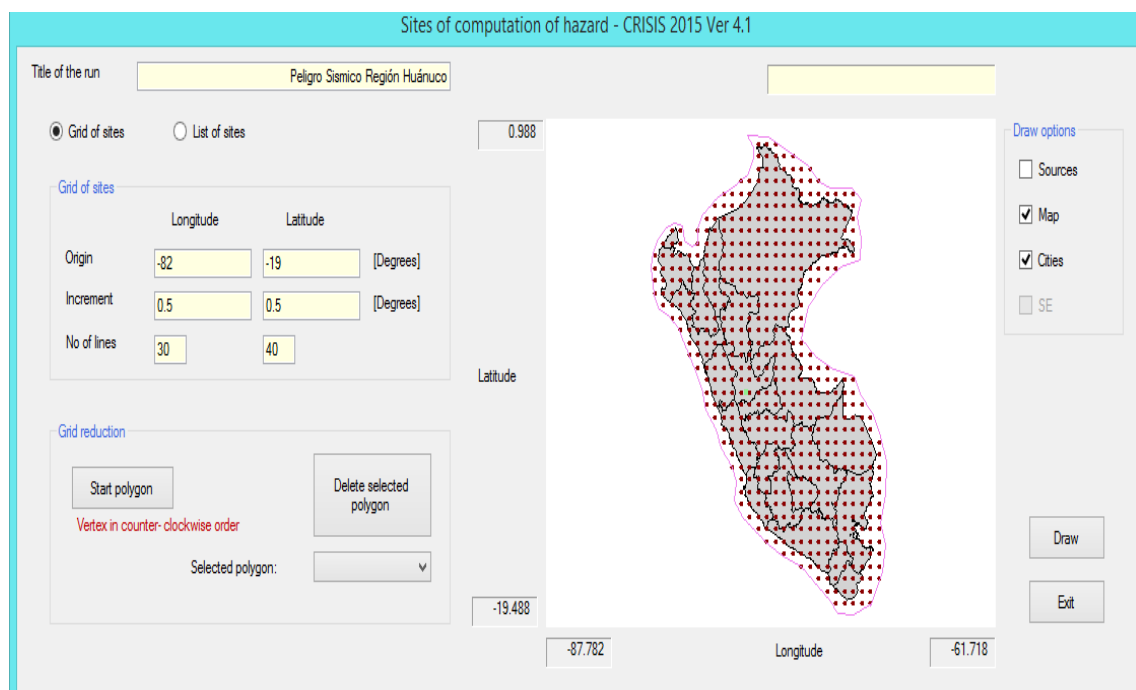 Sites of computation of hazard - CRISIS 2015 Ver 4.1
Title of the run
Peligro Sismico Región Huánuco
Grid of sites
List of sites
0.988
Draw options
Sources
Map
Cities
SE
Grid of sites
Longitude Latitude
Origin -82 -19 [Degrees]
Increment 0.5 0.5 [Degrees]
No of lines 30 40
Latitude
Grid reduction
Start polygon
Delete selected
polygon
Vertex in counter- clockwise order
Selected polygon:
Draw
Exit
-19.488
-87.782 Longitude -61.718